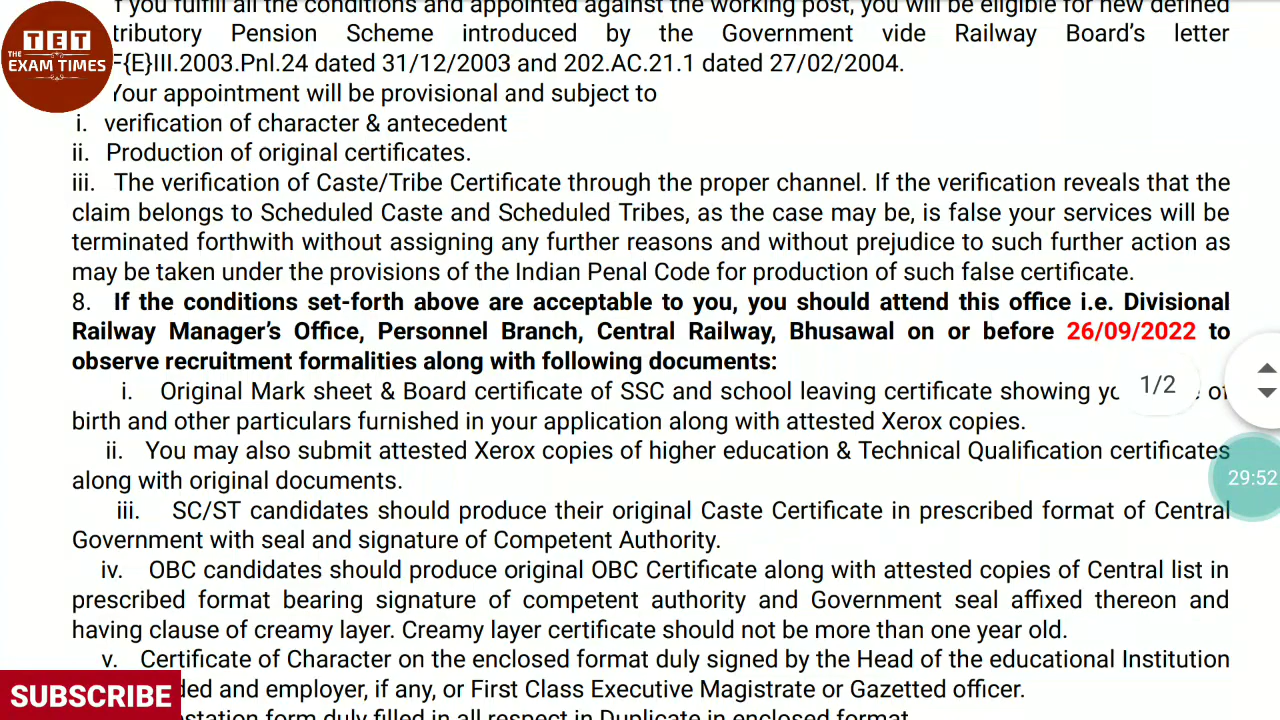 f you fulfill all the conditions and appointed against the working post, you will be eligible for new defined
tributory Pension Scheme introduced by the Government vide Railway Board's letter
F{E}III.2003.Pnl.24 dated 31/12/2003 and 202.AC.21.1 dated 27/02/2004.
Your appointment will be provisional and subject to
i. verification of character & antecedent
ii. Production of original certificates.
iii. The verification of Caste/Tribe Certificate through the proper channel. If the verification reveals that the
claim belongs to Scheduled Caste and Scheduled Tribes, as the case may be, is false your services will be
terminated forthwith without assigning any further reasons and without prejudice to such further action as
may be taken under the provisions of the Indian Penal Code for production of such false certificate.
8. If the conditions set-forth above are acceptable to you, you should attend this office i.e. Divisional
Railway Manager's Office, Personnel Branch, Central Railway, Bhusawal on or before 26/09/2022 to
observe recruitment formalities along with following documents:
i. Original Mark sheet & Board certificate of SSC and school leaving certificate showing of
birth and other particulars furnished in your application along with attested Xerox copies.
ii. You may also submit attested Xerox copies of higher education & Technical Qualification certificates
along with original documents.
iii. SC/ST candidates should produce their original Caste Certificate in prescribed format of Central
Government with seal and signature of Competent Authority.
iv. OBC candidates should produce original OBC Certificate along with attested copies of Central list in
prescribed format bearing signature of competent authority and Government seal affixed thereon and
having clause of creamy layer. Creamy layer certificate should not be more than one year old.
v. Certificate of Character on the enclosed format duly signed by the Head of the educational Institution
ded and employer, if any, or First Class Executive Magistrate or Gazetted officer.
station form duly filled in all respect in Duplicate in enclosed format
TET
THE
EXAM TIMES
1/2
29:52
SUBSCRIBE